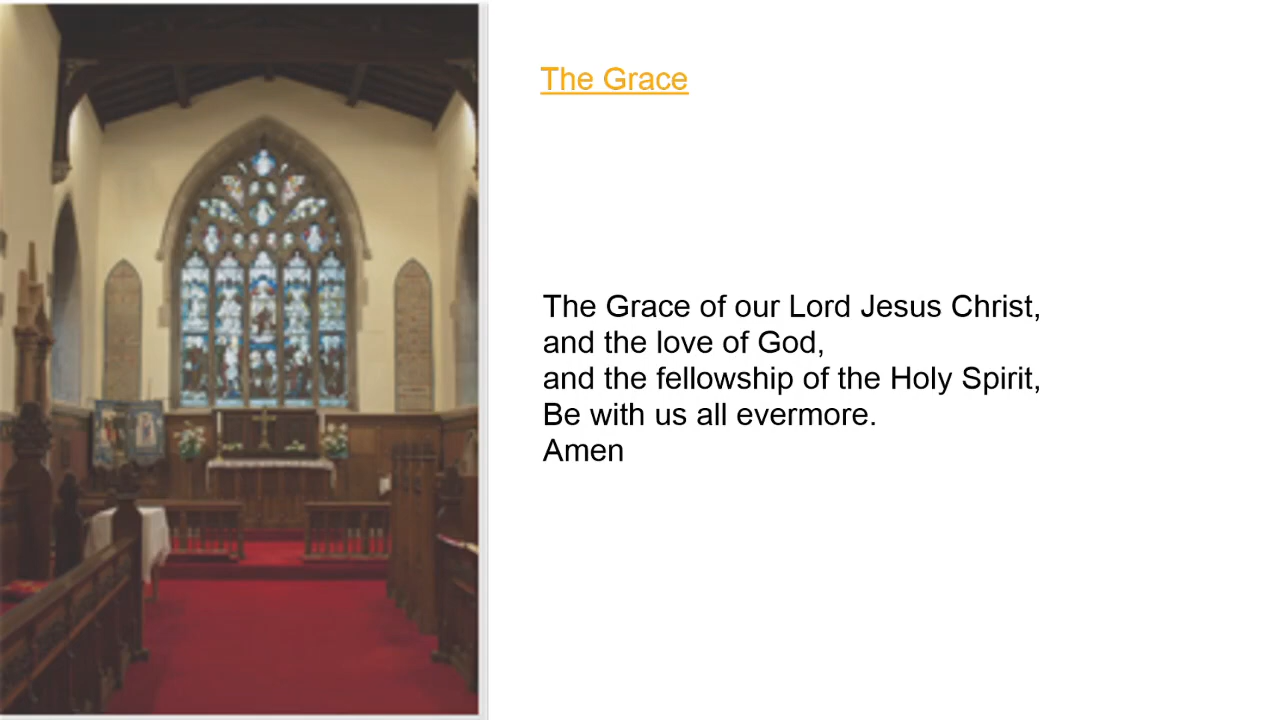 The Grace
The Grace of our Lord Jesus Christ,
and the love of God,
and the fellowship of the Holy Spirit,
Be with us all evermore.
Amen